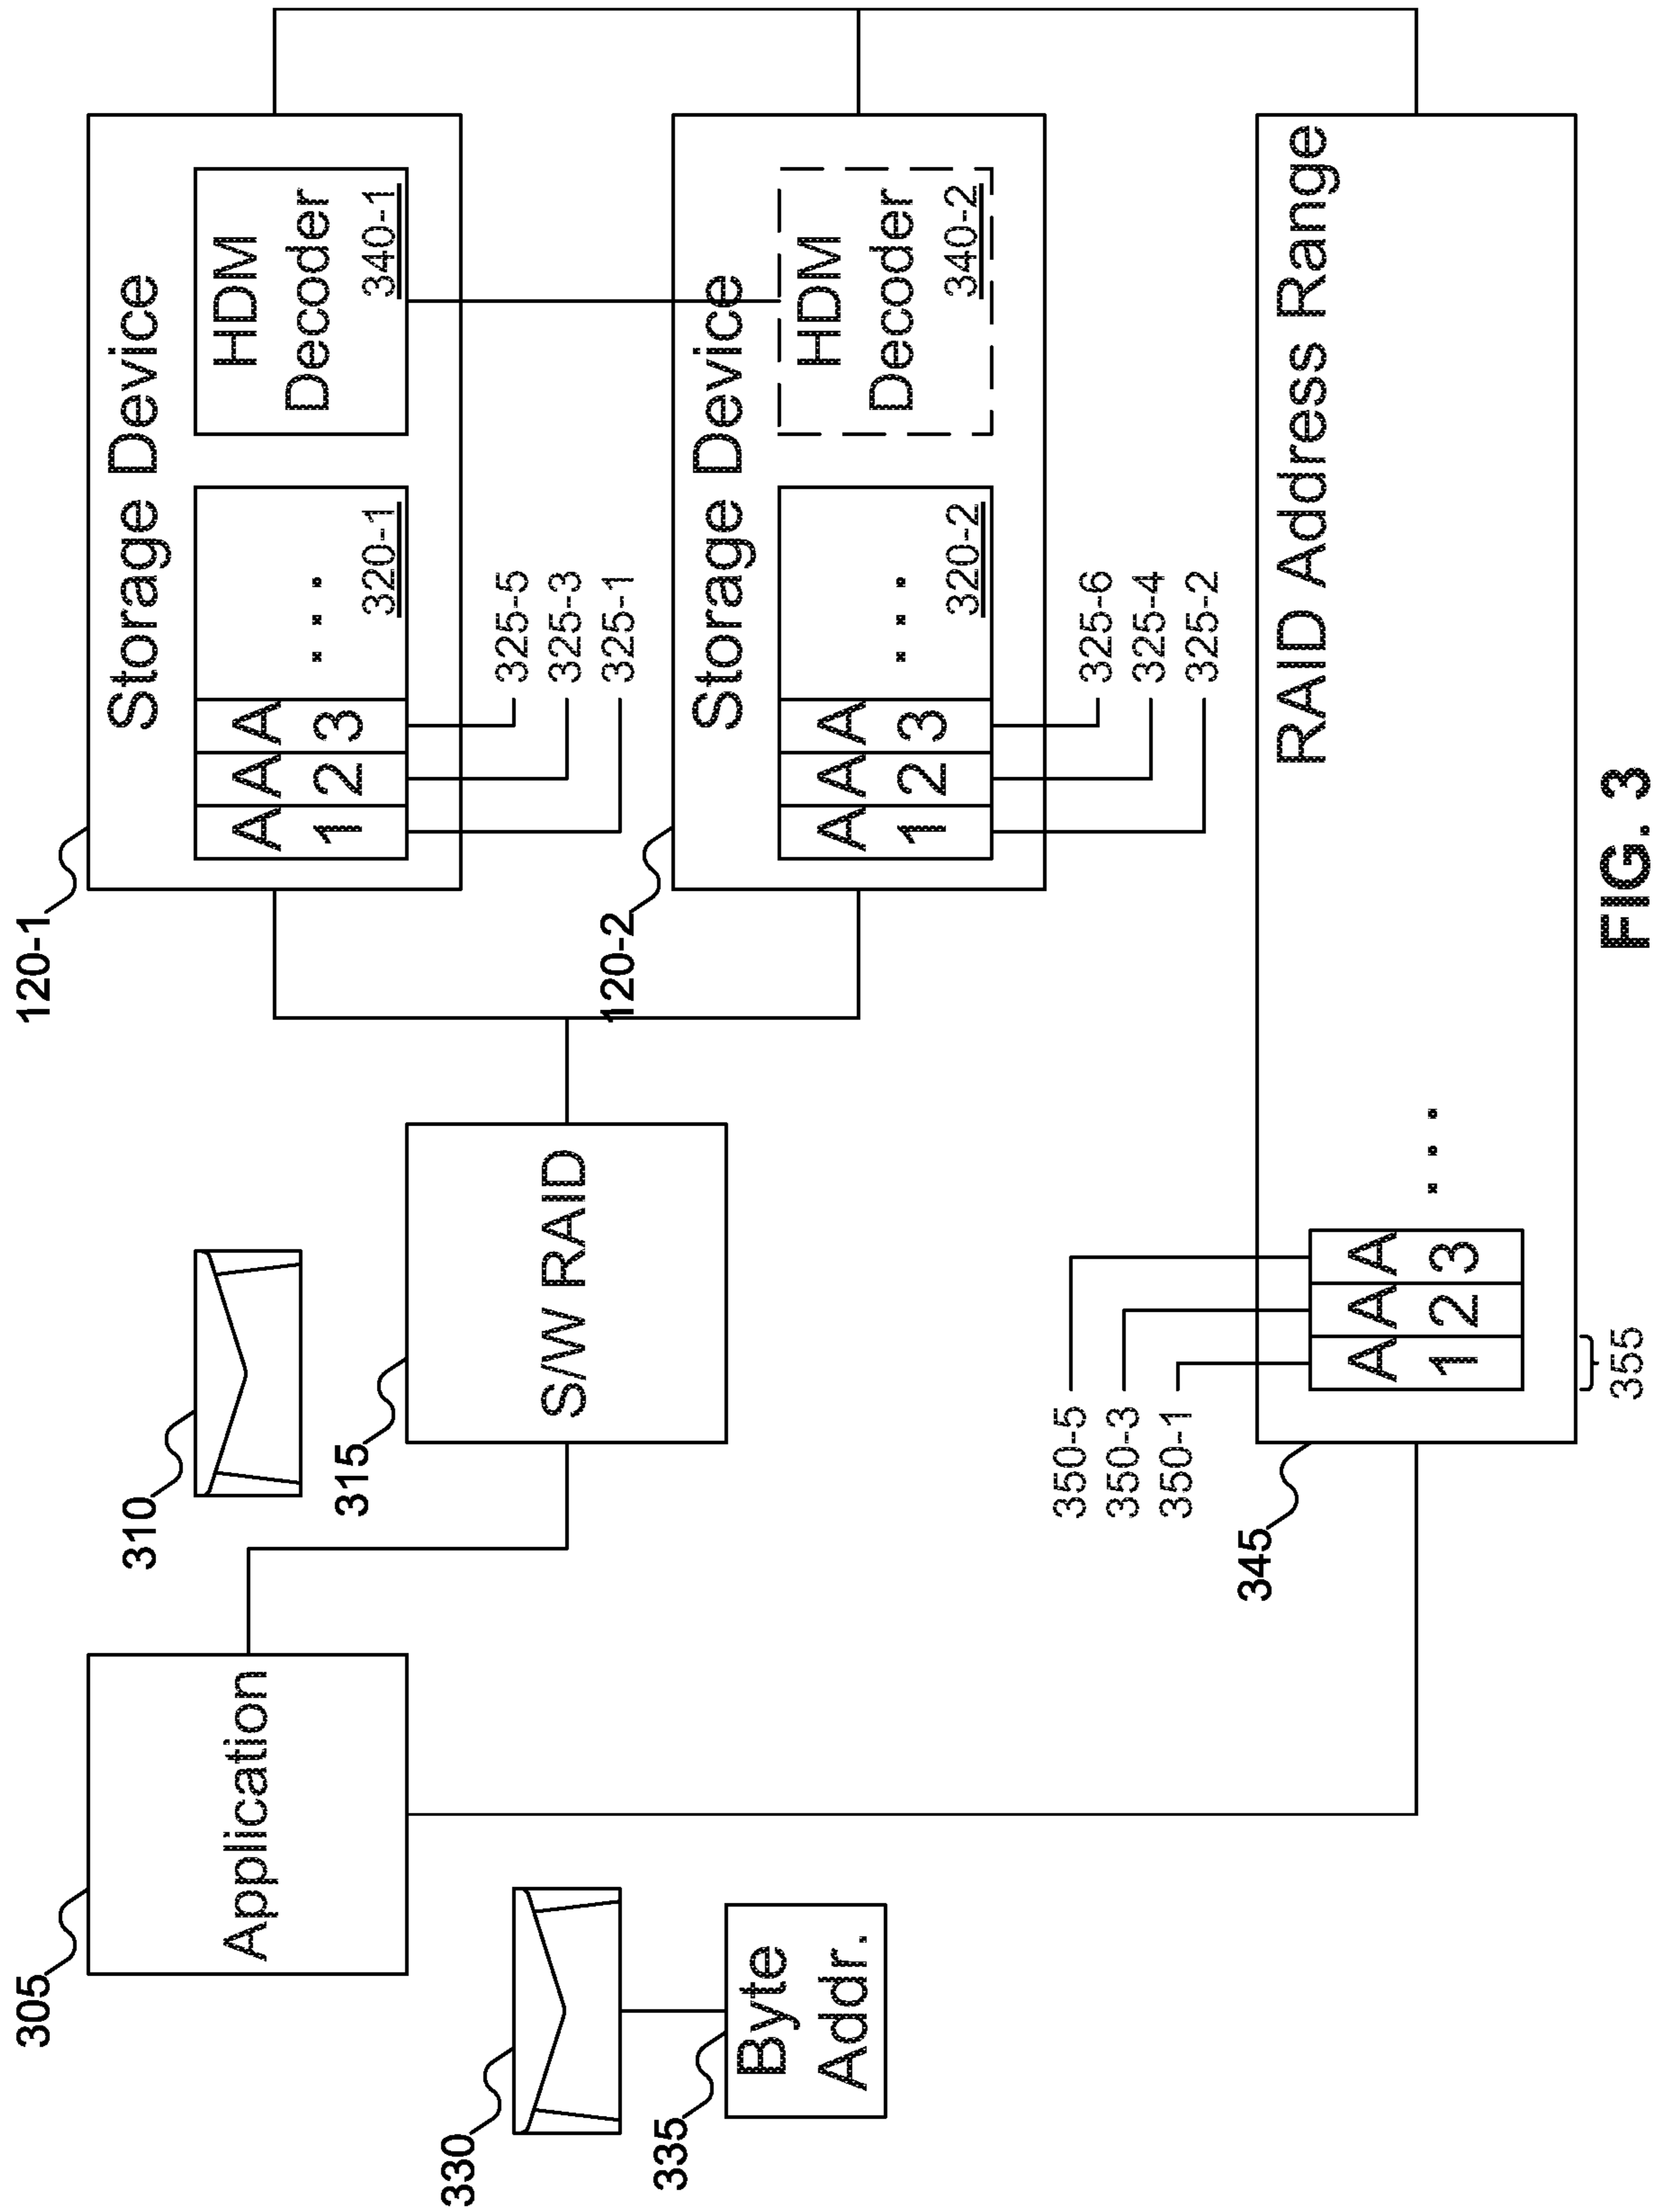 120-1
Storage Device
A A A
1 2 3
. . .
320-1
HDM
Decoder
340-1
325-5
325-3
325-1
305
Application
310
315
S/W RAID
120-2
Storage Device
A A A
1 2 3
. . .
320-2
HDM
Decoder
340-2
325-6
325-4
325-2
330
335
Byte
Addr.
350-5
350-3
350-1
345
RAID Address Range
A A A
1 2 3
. . .
355
FIG. 3